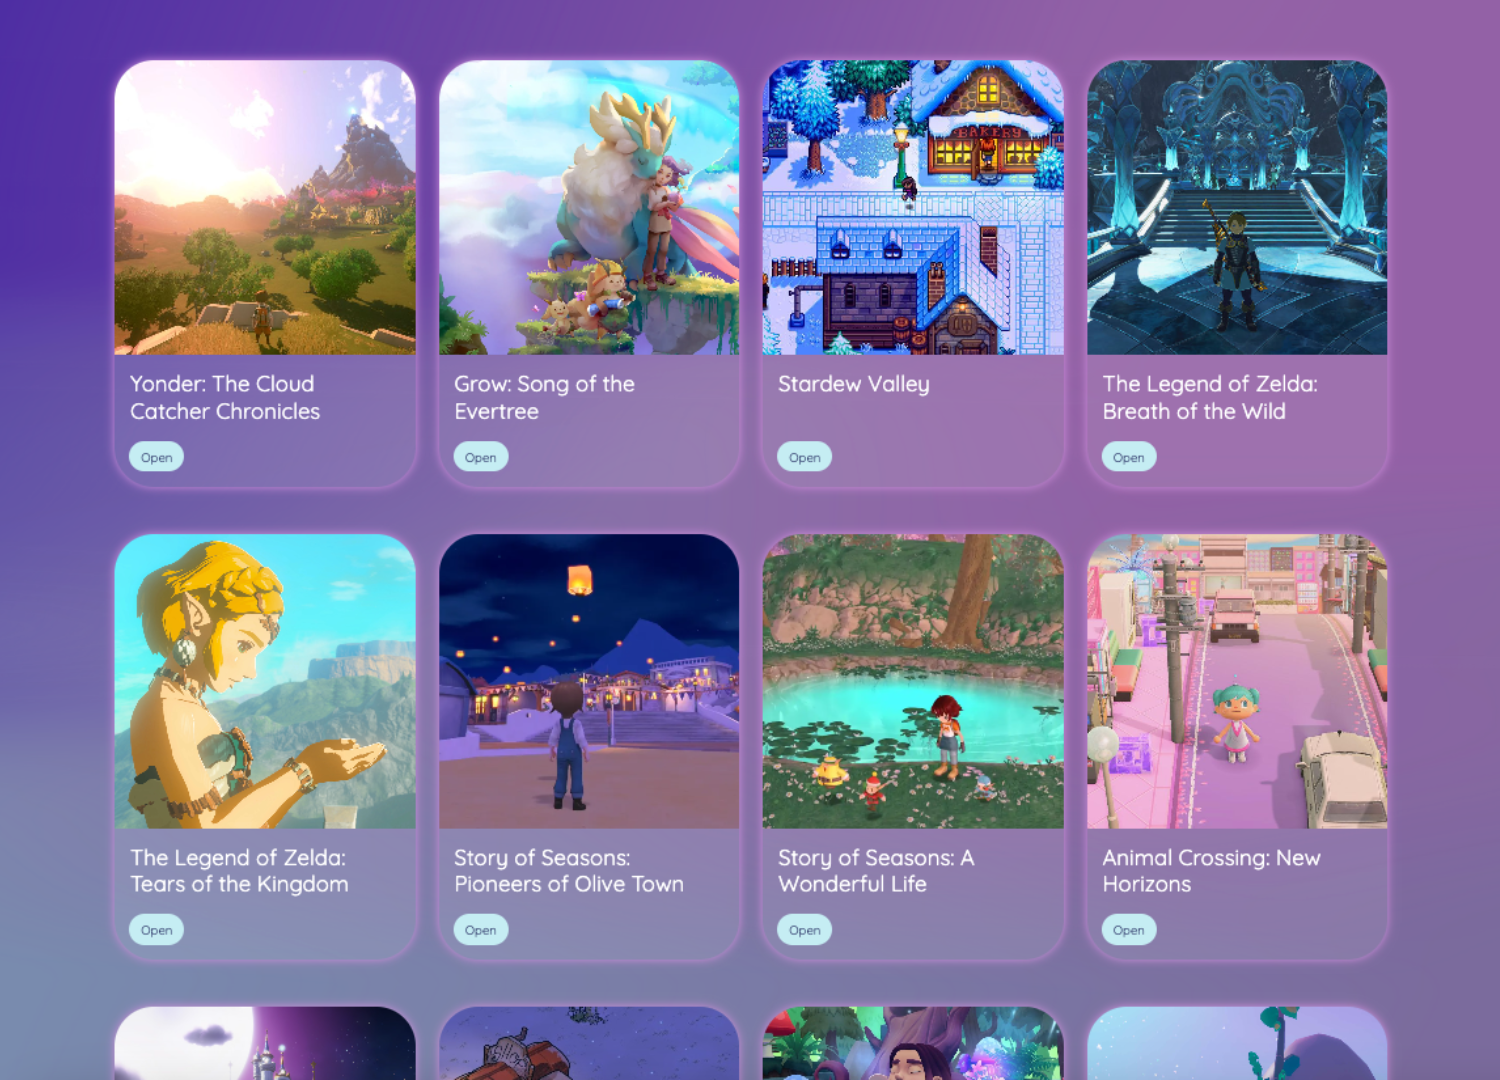 BAKERY
Yonder: The Cloud
Catcher Chronicles
Open
Grow: Song of the
Evertree
Open
Stardew Valley
Open
The Legend of Zelda:
Breath of the Wild
Open
The Legend of Zelda:
Tears of the Kingdom
Open
Story of Seasons:
Pioneers of Olive Town
Open
Story of Seasons: A
Wonderful Life
Open
Animal Crossing: New
Horizons
Open